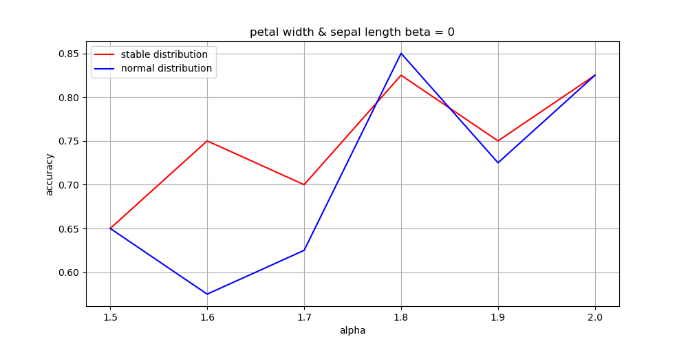 petal width & sepal length beta = 0
stable distribution
normal distribution
accuracy
0.85
0.80
0.75
0.70
0.65
0.60
1.5 1.6 1.7 1.8 1.9 2.0
alpha